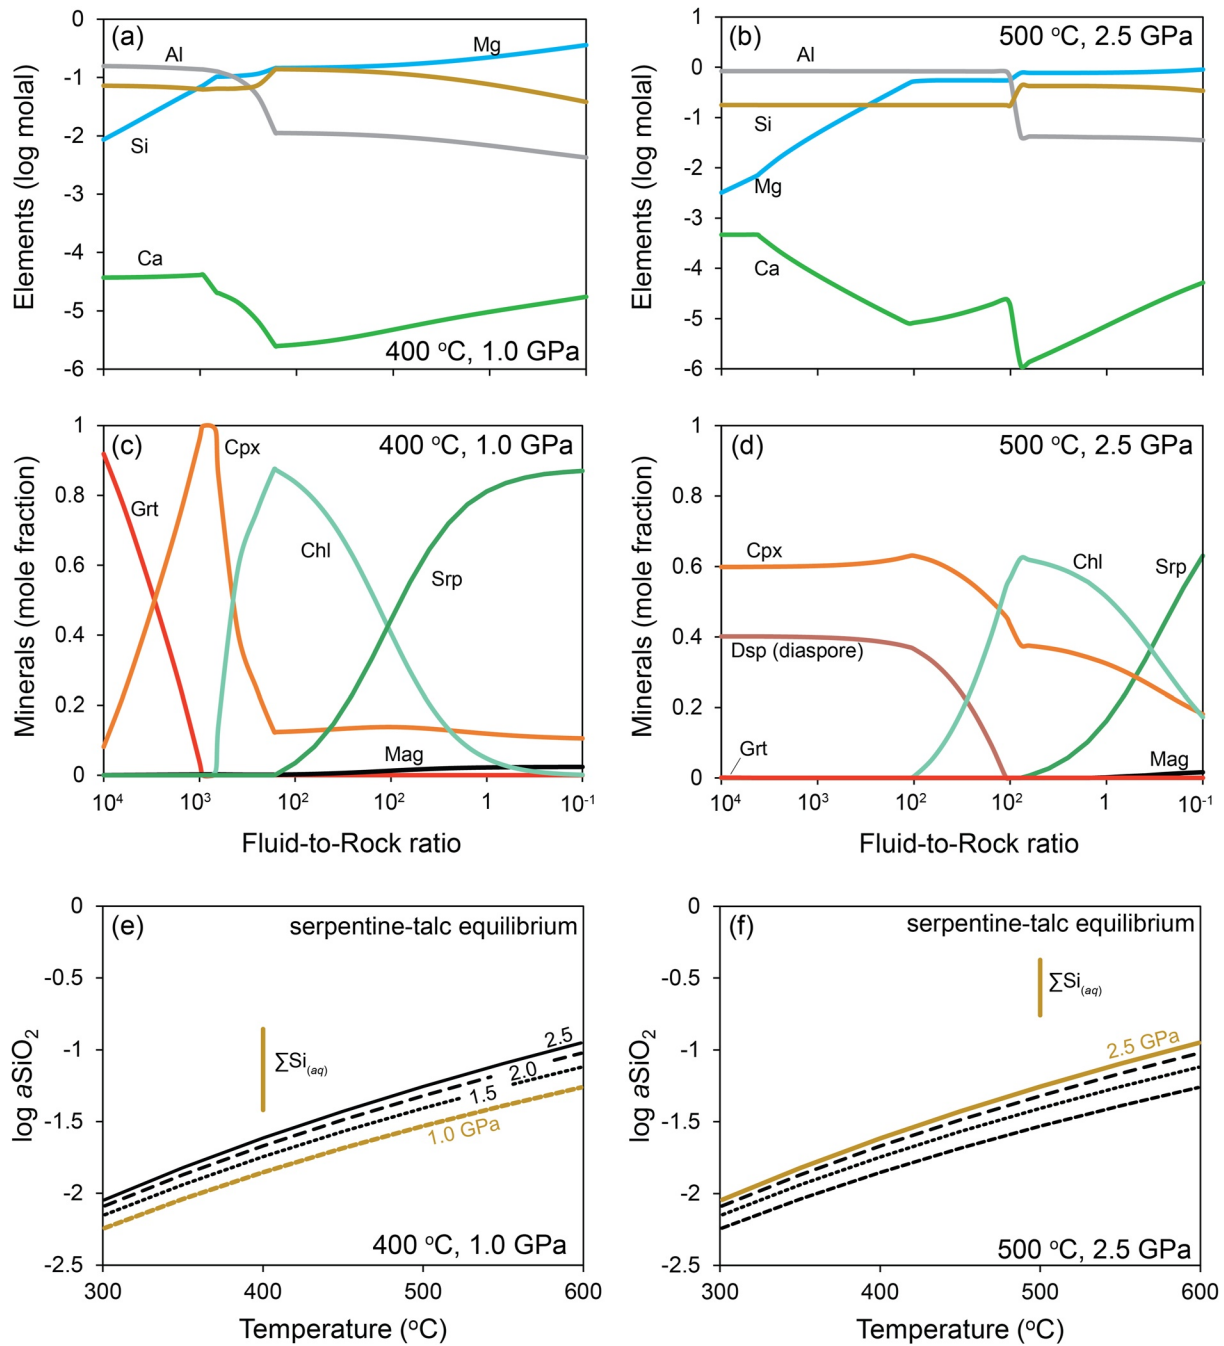 (a)
Al
Mg
Si
Ca
400 °C, 1.0 GPa
0
-1
-2
-3
-4
-5
-6
Elements (log molal)
(b)
500 °C, 2.5 GPa
Al
Si
Mg
Ca
1
0
-1
-2
-3
-4
-5
-6
Elements (log molal)
(c)
400 °C, 1.0 GPa
Cpx
Grt
Chl
Srp
Mag
1
0.8
0.6
0.4
0.2
0
Minerals (mole fraction)
10⁴ 10³ 10² 10² 1 10⁻¹
Fluid-to-Rock ratio
(d)
500 °C, 2.5 GPa
Cpx
Chl
Srp
Dsp (diaspore)
Grt
Mag
1
0.8
0.6
0.4
0.2
0
Minerals (mole fraction)
10⁴ 10³ 10² 10² 1 10⁻¹
Fluid-to-Rock ratio
(e)
serpentine-talc equilibrium
∑Si(aq)
2.5
2.0
1.5
1.0 GPa
400 °C, 1.0 GPa
0
-0.5
-1
-1.5
-2
-2.5
log aSiO₂
300 400 500 600
Temperature (°C)
(f)
serpentine-talc equilibrium
∑Si(aq)
2.5 GPa
500 °C, 2.5 GPa
0
-0.5
-1
-1.5
-2
-2.5
log aSiO₂
300 400 500 600
Temperature (°C)